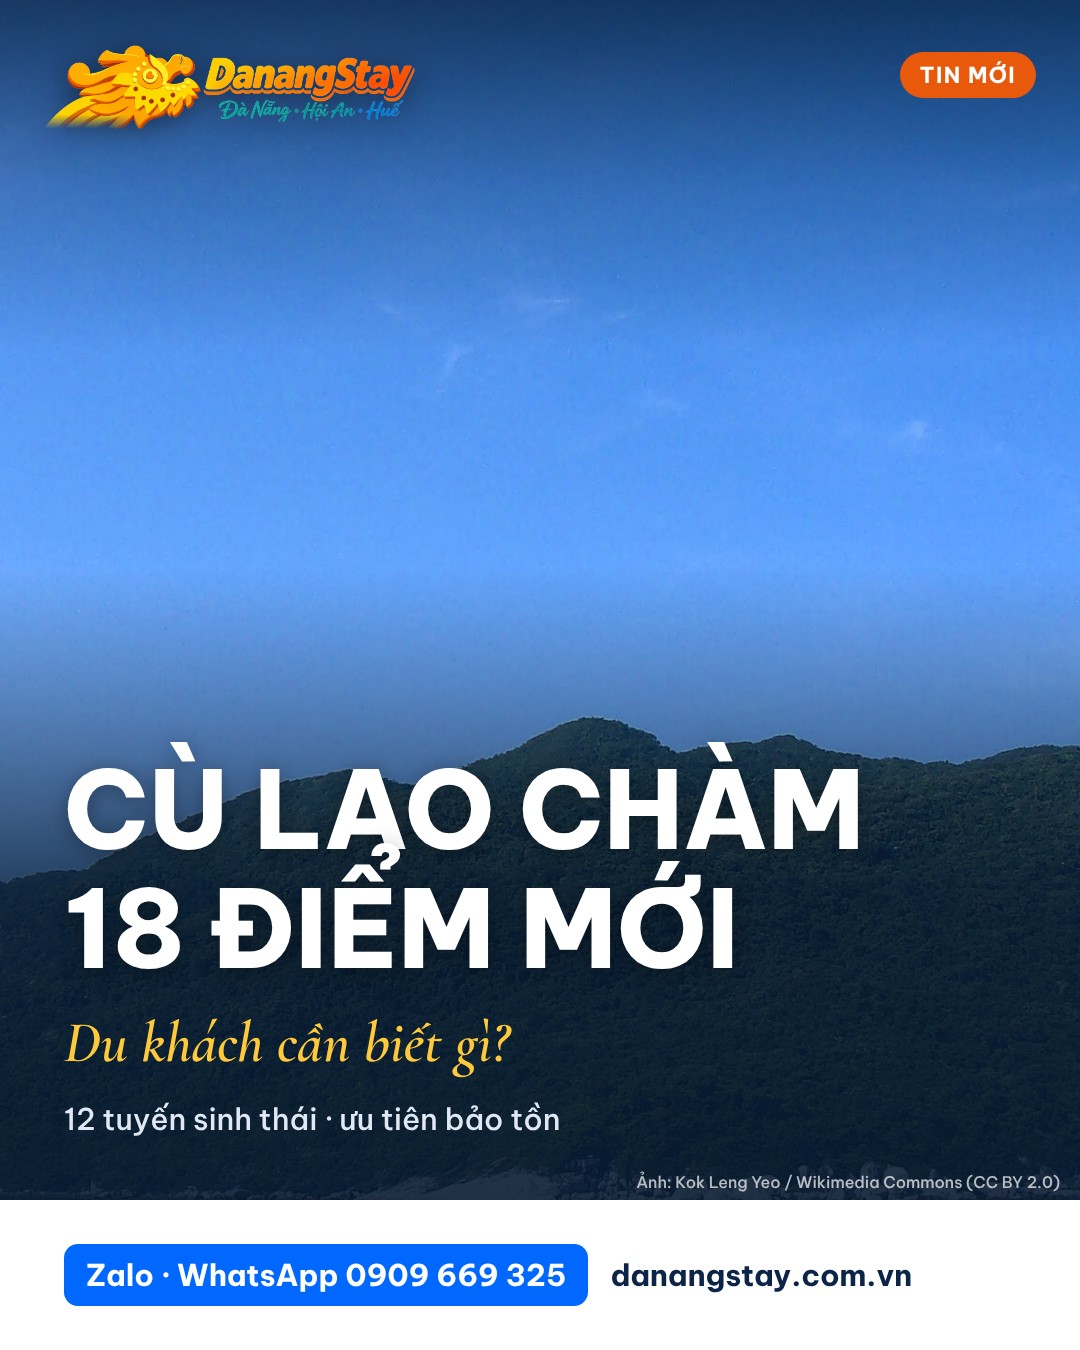 DanangStay
Đà Nẵng · Hội An · Huế
TIN MỚI
CÙ LAO CHÀM
18 ĐIỂM MỚI
Du khách cần biết gì?
12 tuyến sinh thái · ưu tiên bảo tồn
Ảnh: Kok Leng Yeo / Wikimedia Commons (CC BY 2.0)
Zalo · WhatsApp 0909 669 325
danangstay.com.vn